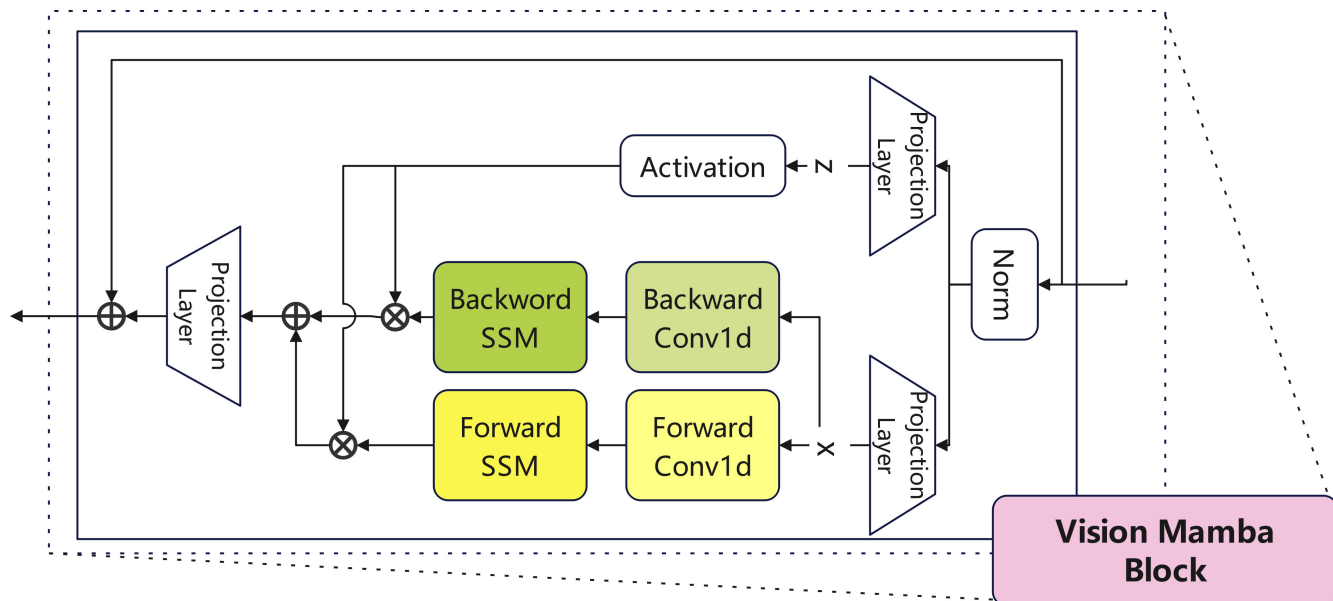 Activation
Z
Projection
Layer
Norm
Projection
Layer
Backword
SSM
Backward
Conv1d
Forward
SSM
Forward
Conv1d
X
Projection
Layer
Vision Mamba
Block